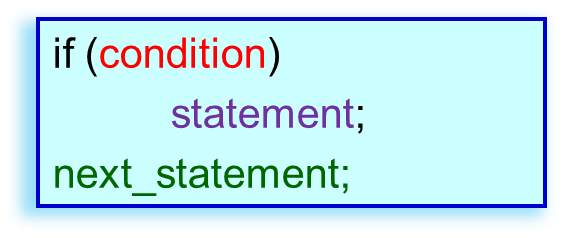 if (condition)
statement;
next_statement;